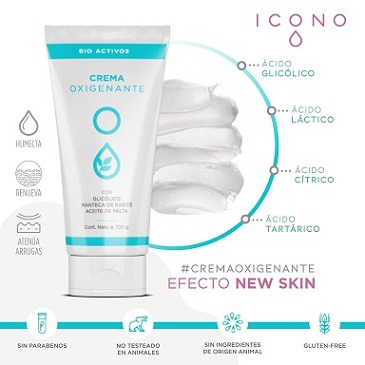 ICONO
BIO ACTIVOS
CREMA
OXIGENANTE
CON
GLICÓLICO
MANTECA DE KARITÉ
ACEITE DE PALTA
Cont. Neto e. 100 g
HUMECTA
RENUEVA
ATENÚA
ARRUGAS
ÁCIDO
GLICÓLICO
ÁCIDO
LÁCTICO
ÁCIDO
CÍTRICO
ÁCIDO
TARTÁRICO
#CREMAOXIGENANTE
EFECTO NEW SKIN
SIN PARABENOS
NO TESTEADO
EN ANIMALES
SIN INGREDIENTES
DE ORIGEN ANIMAL
GLUTEN-FREE